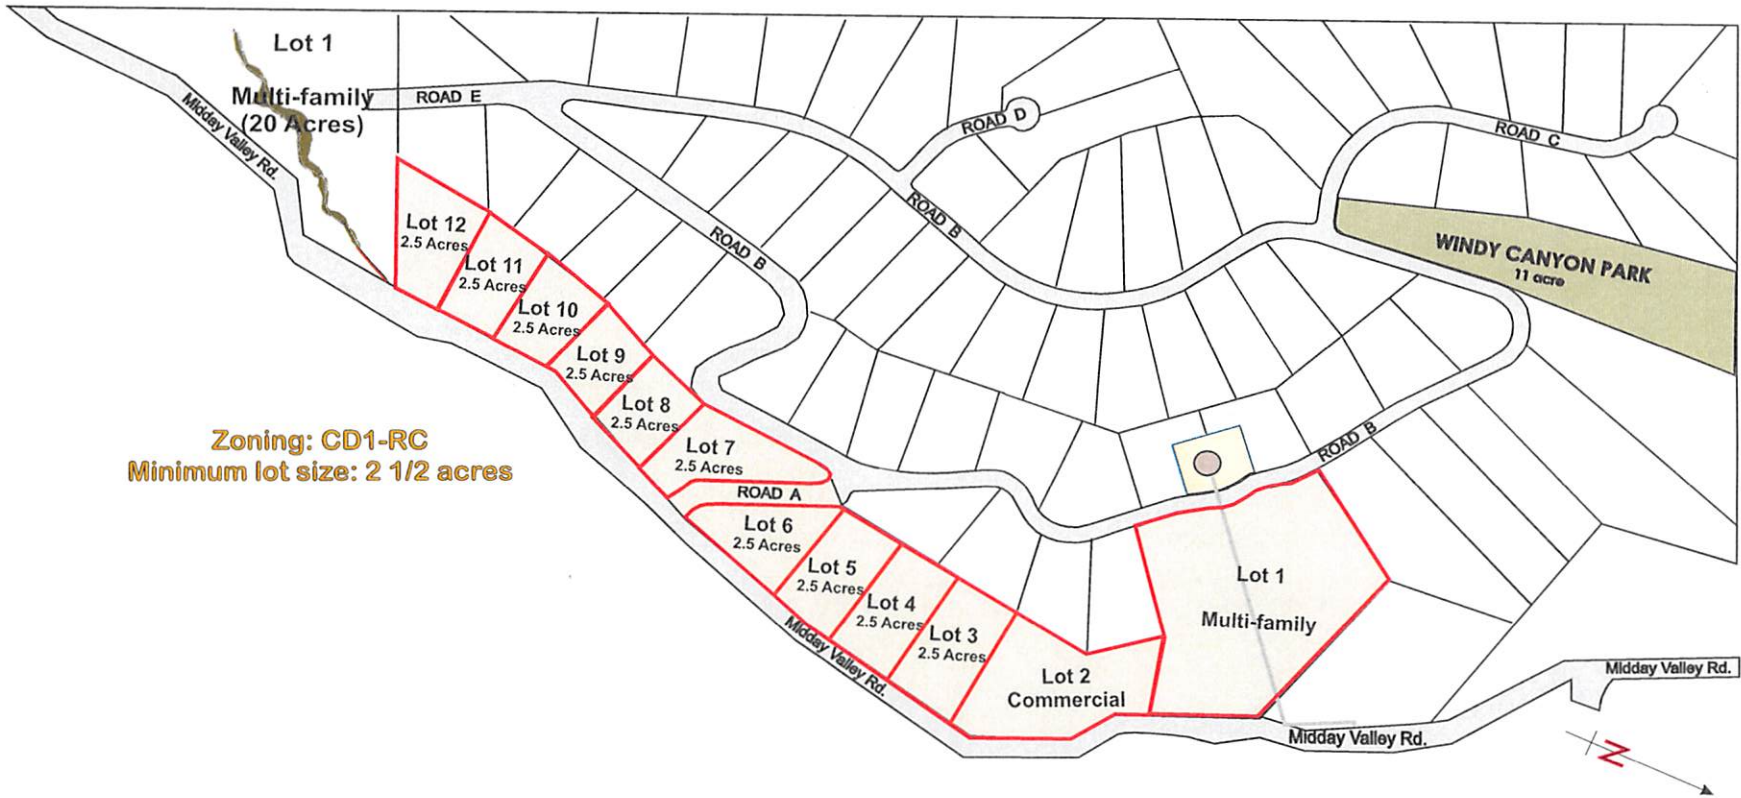 Lot 1
Multi-family
(20 Acres)
Midday Valley Rd.
ROAD E
ROAD D
ROAD C
ROAD B
ROAD B
WINDY CANYON PARK
11 acre
Lot 12
2.5 Acres
Lot 11
2.5 Acres
Lot 10
2.5 Acres
Lot 9
2.5 Acres
Lot 8
2.5 Acres
Lot 7
2.5 Acres
ROAD A
Zoning: CD1-RC
Minimum lot size: 2 1/2 acres
ROAD B
Lot 6
2.5 Acres
Lot 5
2.5 Acres
Lot 4
2.5 Acres
Lot 3
2.5 Acres
Lot 2
Commercial
Lot 1
Multi-family
Midday Valley Rd.
Midday Valley Rd.
Midday Valley Rd.
N